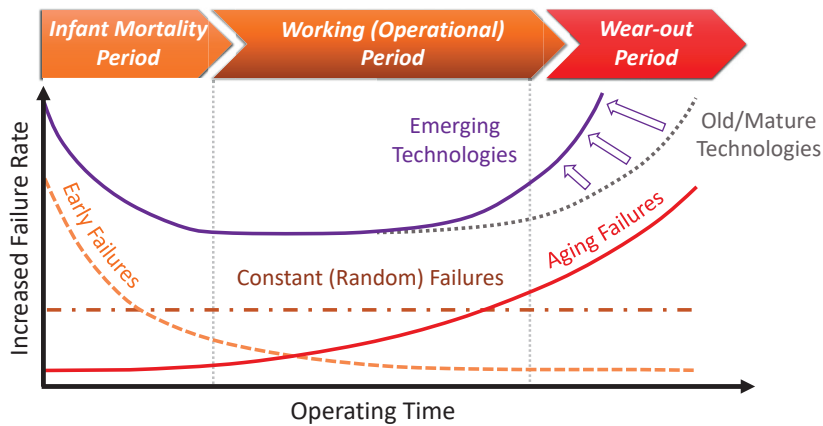 Infant Mortality
Period
Working (Operational)
Period
Wear-out
Period
Increased Failure Rate
Emerging
Technologies
Old/Mature
Technologies
Early Failures
Constant (Random) Failures
Aging Failures
Operating Time